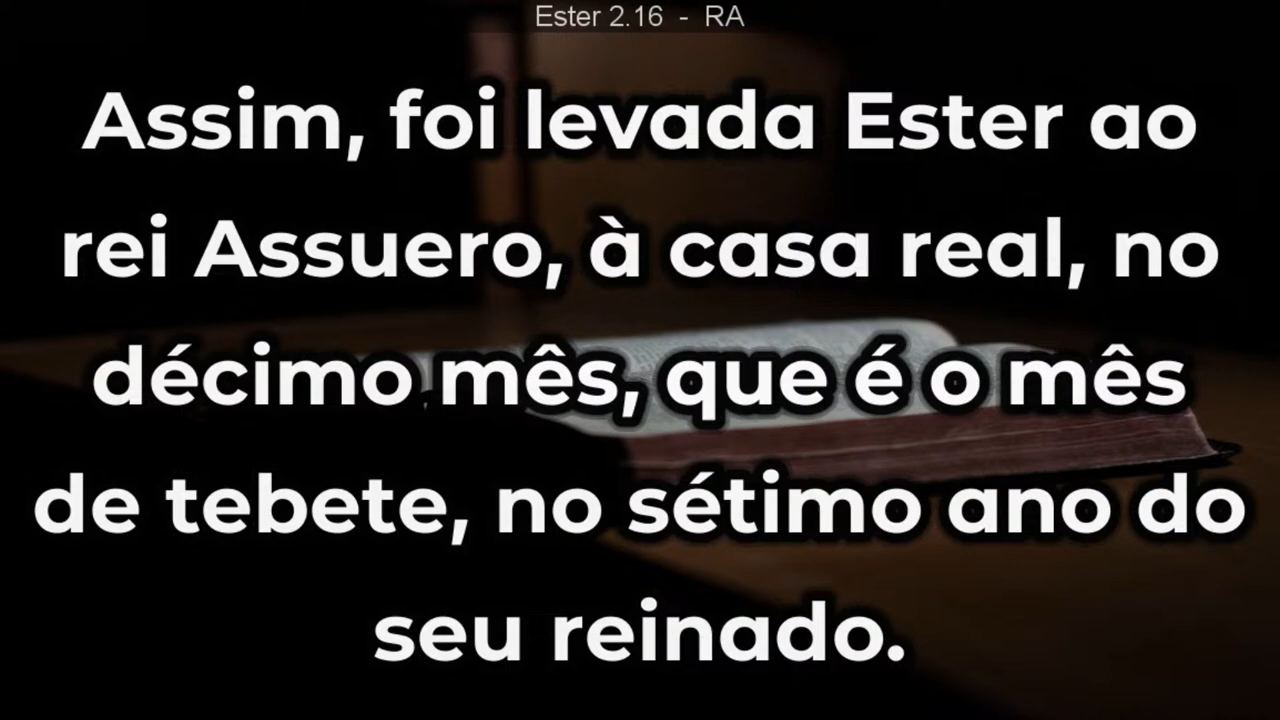 Ester 2.16 - RA
Assim, foi levada Ester ao
rei Assuero, à casa real, no
décimo mês, que é o mês
de tebete, no sétimo ano do
seu reinado.